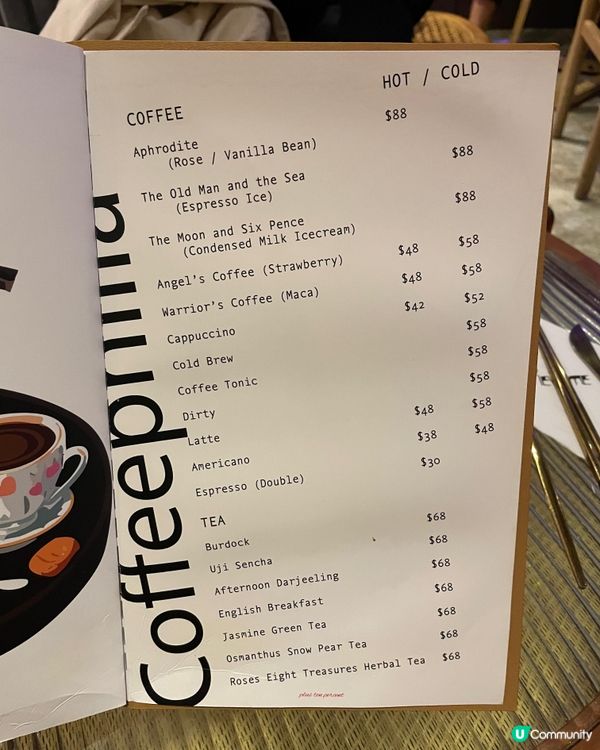 HOT / COLD
COFFEE
Aphrodite $88
(Rose / Vanilla Bean)
The Old Man and the Sea $88
(Espresso Ice)
The Moon and Six Pence $88
(Condensed Milk Icecream)
Angel's Coffee (Strawberry) $48 $58
Warrior's Coffee (Maca) $48 $58
Cappuccino $42 $52
Cold Brew $58
Coffee Tonic $58
Dirty $58
Latte $48 $58
Americano $38 $48
Espresso (Double) $30
TEA
Burdock $68
Uji Sencha $68
Afternoon Darjeeling $68
English Breakfast $68
Jasmine Green Tea $68
Osmanthus Snow Pear Tea $68
Roses Eight Treasures Herbal Tea $68
plus ten percent
Coffeephilia
U Community